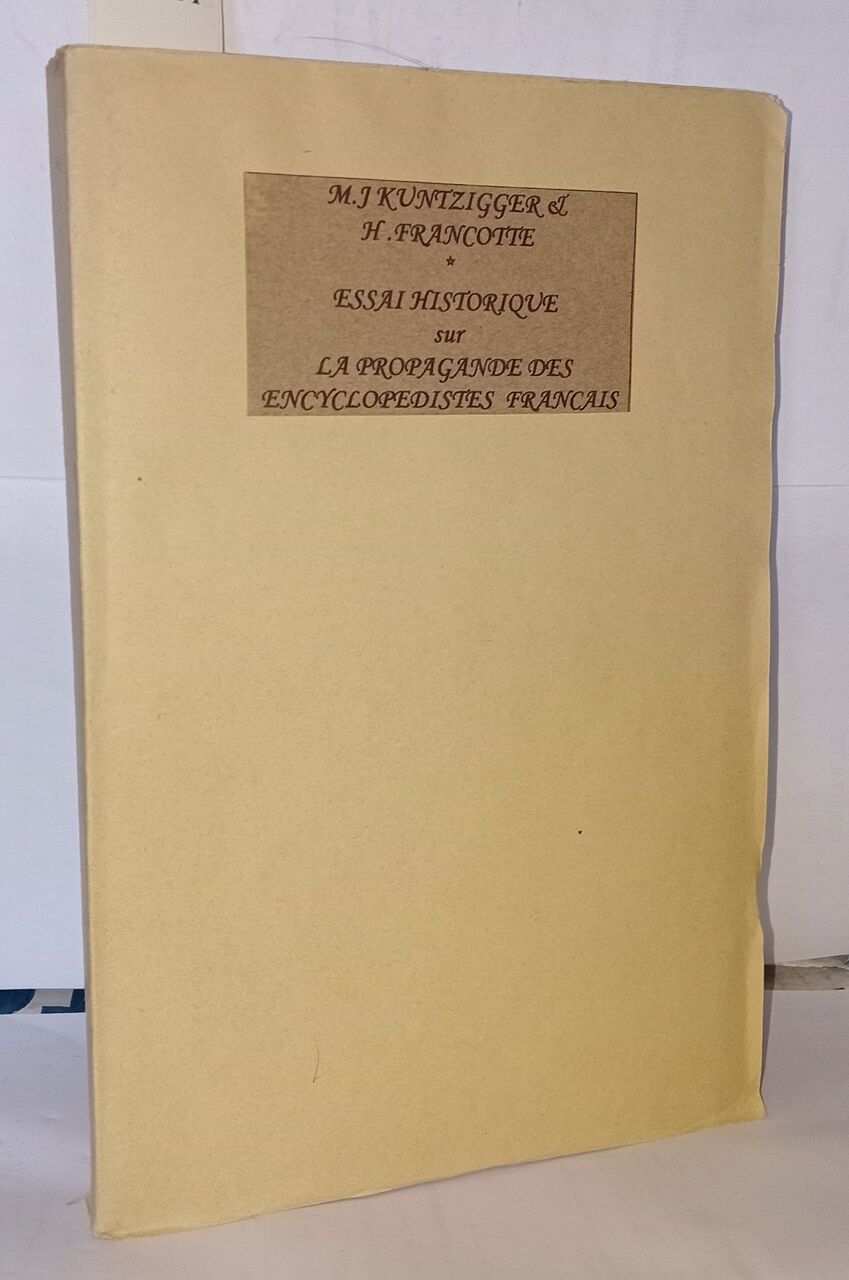 M.J KUNTZIGGER &
H .FRANCOTTE
*
ESSAI HISTORIQUE
sur
LA PROPAGANDE DES
ENCYCLOPEDISTES FRANCAIS